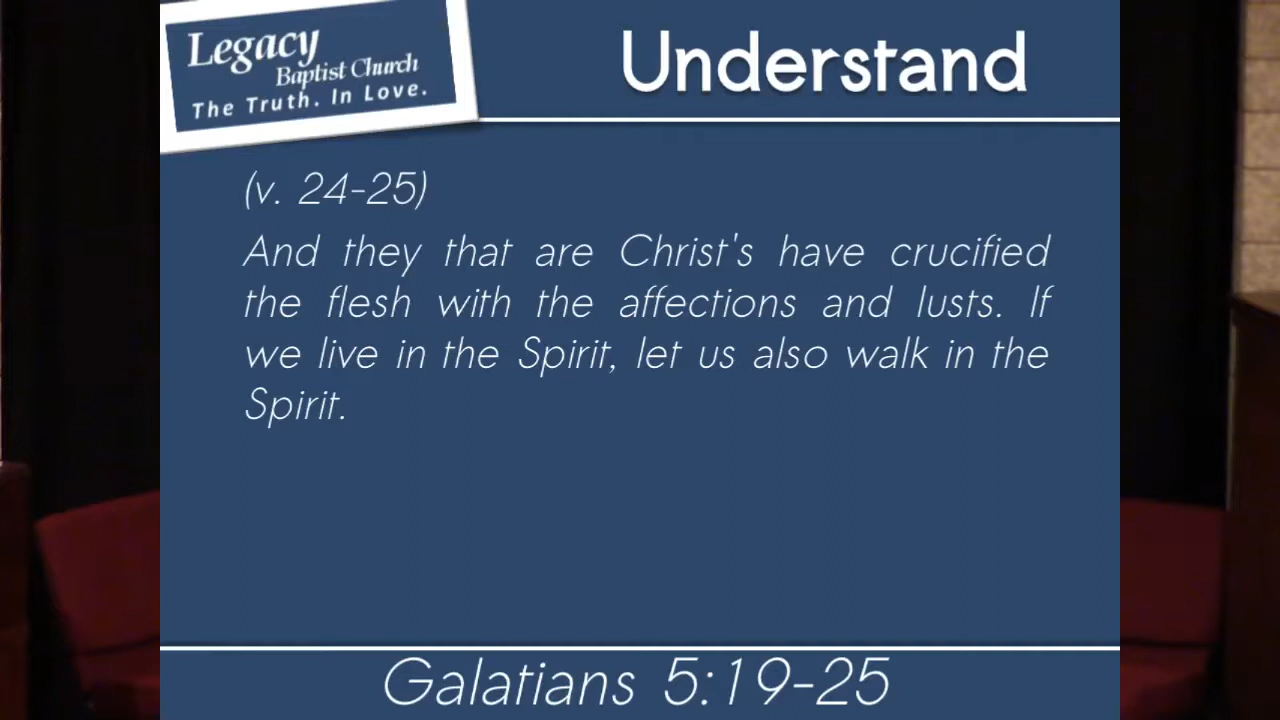 Legacy
Baptist Church
The Truth. In Love.
Understand
(v. 24-25)
And they that are Christ's have crucified
the flesh with the affections and lusts. If
we live in the Spirit, let us also walk in the
Spirit.
Galatians 5:19-25